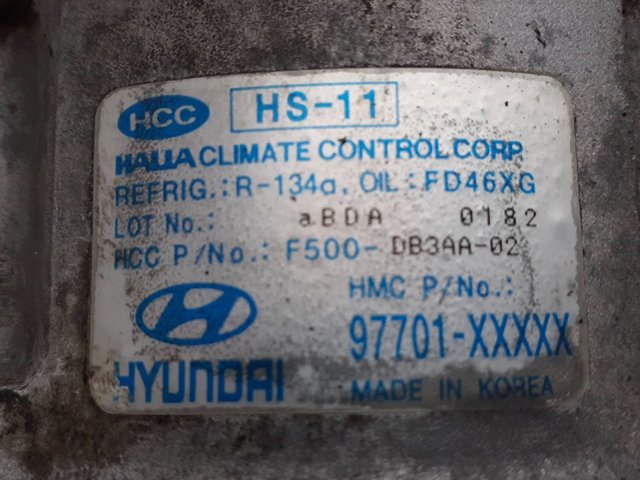 HCC HS-11
HALLA CLIMATE CONTROL CORP.
REFRIG.: R-134a. OIL: FD46XG
LOT No.: aBDA 0182
HCC P/No.: F500-DB3AA-02
HMC P/No.:
97701-XXXXX
HYUNDAI MADE IN KOREA